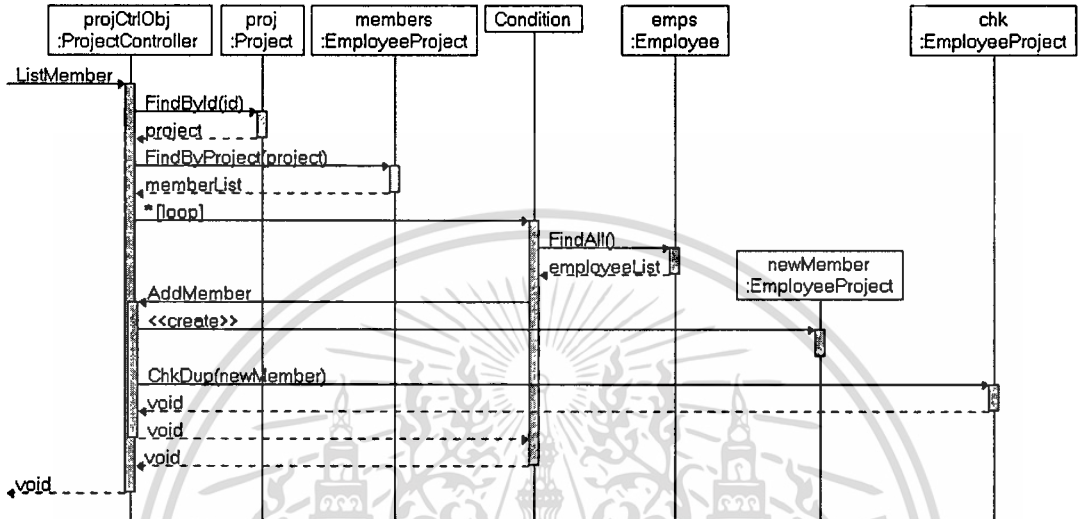 projCtrlObj
:ProjectController
proj
:Project
members
:EmployeeProject
Condition
emps
:Employee
chk
:EmployeeProject
ListMember
FindById(id)
project
FindByProject(project)
memberList
*[loop]
FindAll()
employeeList
newMember
:EmployeeProject
AddMember
<<create>>
ChkDup(newMember)
void
void
void
void